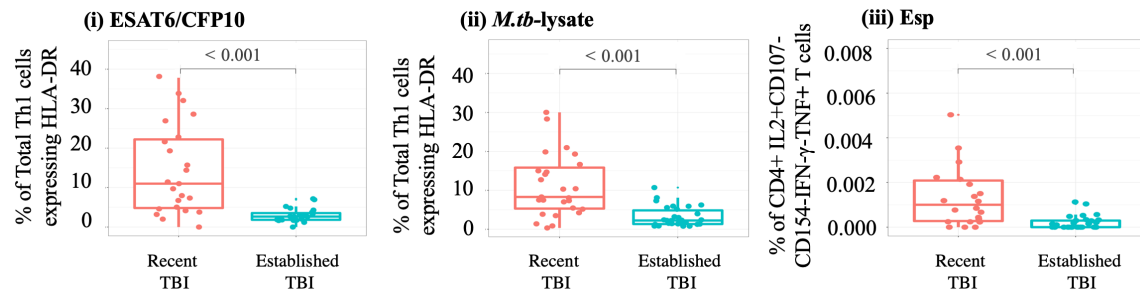 (i) ESAT6/CFP10
% of Total Th1 cells
expressing HLA-DR
40
30
20
10
0
< 0.001
Recent
TBI
Established
TBI
(ii) M.tb-lysate
% of Total Th1 cells
expressing HLA-DR
40
30
20
10
0
< 0.001
Recent
TBI
Established
TBI
(iii) Esp
% of CD4+ IL2+CD107-
CD154-IFN-γ-TNF+ T cells
0.008
0.006
0.004
0.002
0.000
< 0.001
Recent
TBI
Established
TBI